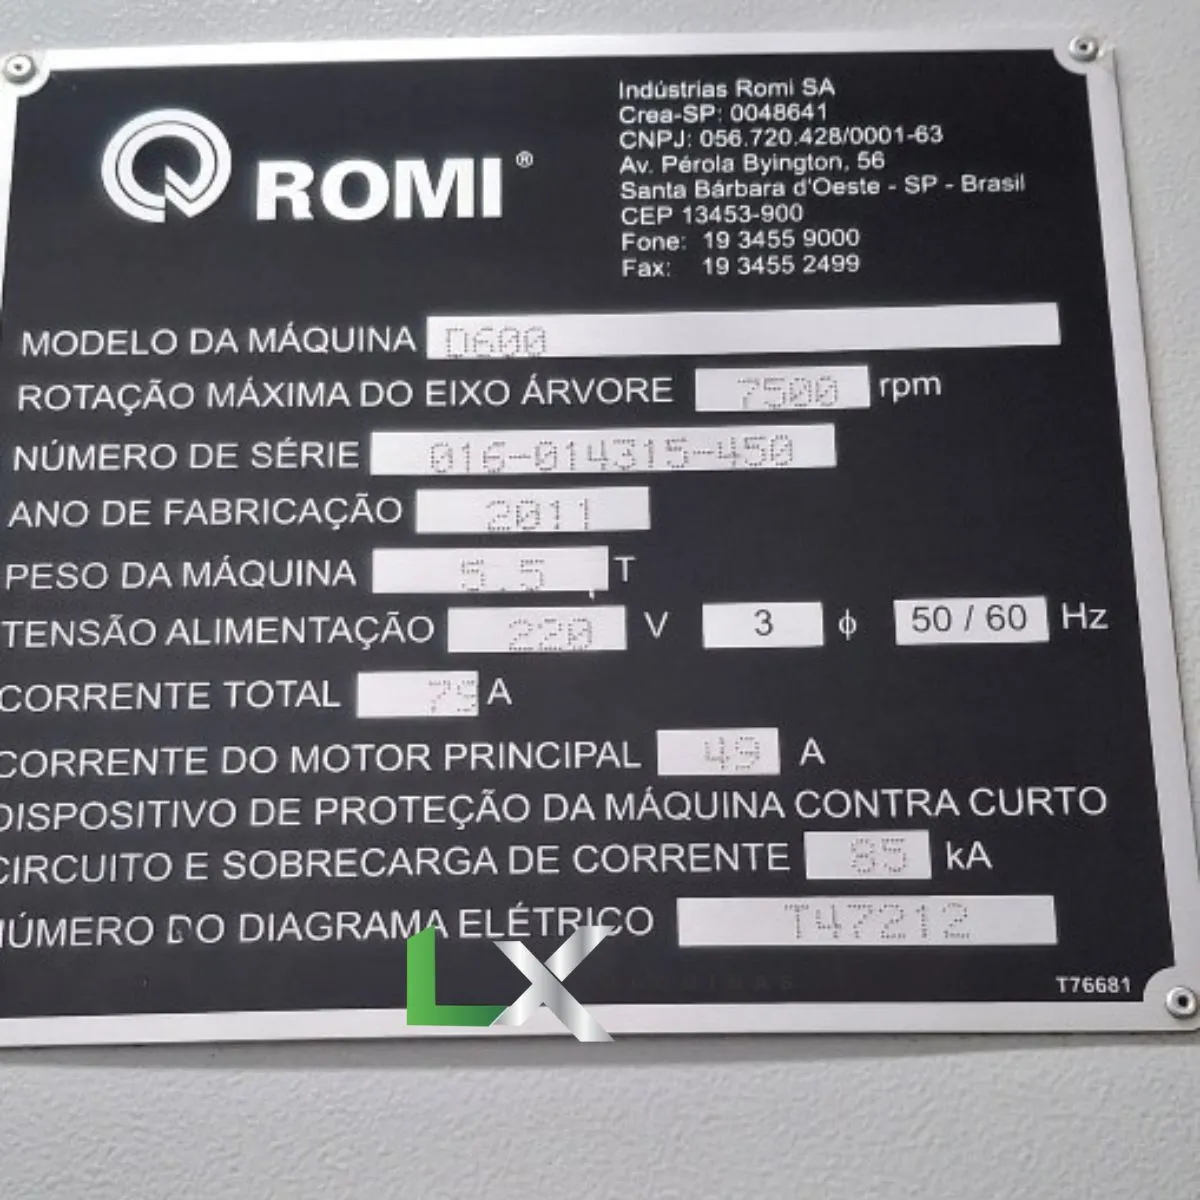 ROMI®
Indústrias Romi SA
Crea-SP: 0048641
CNPJ: 056.720.428/0001-63
Av. Pérola Byington, 56
Santa Bárbara d'Oeste - SP - Brasil
CEP 13453-900
Fone: 19 3455 9000
Fax: 19 3455 2499
MODELO DA MÁQUINA D600
ROTAÇÃO MÁXIMA DO EIXO ÁRVORE 7500 rpm
NÚMERO DE SÉRIE 016-014315-450
ANO DE FABRICAÇÃO 2011
PESO DA MÁQUINA 5.5 T
TENSÃO ALIMENTAÇÃO 220 V 3 ϕ 50 / 60 Hz
CORRENTE TOTAL 75 A
CORRENTE DO MOTOR PRINCIPAL 49 A
DISPOSITIVO DE PROTEÇÃO DA MÁQUINA CONTRA CURTO
CIRCUITO E SOBRECARGA DE CORRENTE 85 kA
NÚMERO DO DIAGRAMA ELÉTRICO T47212
LX
T76681